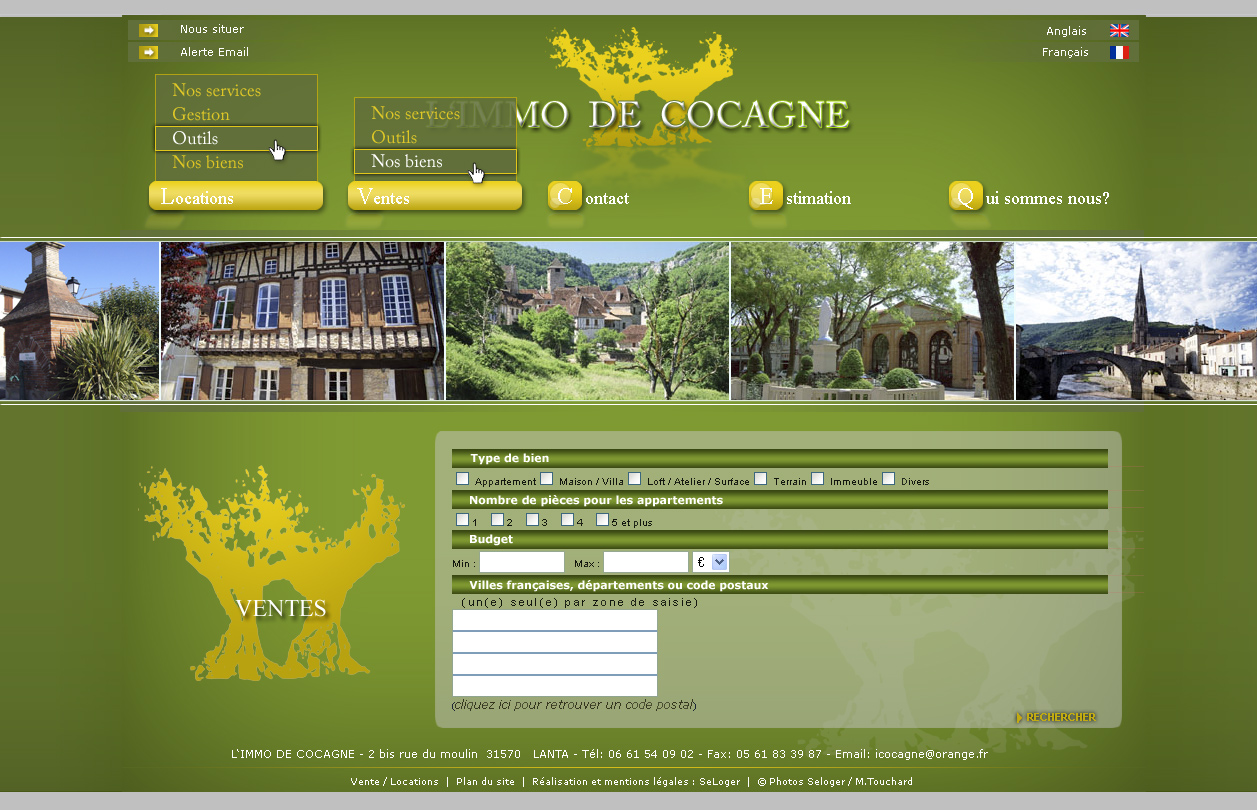 Nous situer
Anglais
Alerte Email
Français
L'IMMO DE COCAGNE
Nos services
Gestion
Outils
Nos biens
Nos services
Outils
Nos biens
Locations
Ventes
Contact
Estimation
Qui sommes nous?
VENTES
Type de bien
Appartement Maison / Villa Loft / Atelier / Surface Terrain Immeuble Divers
Nombre de pièces pour les appartements
1 2 3 4 5 et plus
Budget
Min : Max : €
Villes françaises, départements ou code postaux
(un(e) seul(e) par zone de saisie)
(cliquez ici pour retrouver un code postal)
RECHERCHER
L'IMMO DE COCAGNE - 2 bis rue du moulin 31570 LANTA - Tél: 06 61 54 09 02 - Fax: 05 61 83 39 87 - Email: icocagne@orange.fr
Vente / Locations | Plan du site | Réalisation et mentions légales : SeLoger | © Photos Seloger / M.Touchard